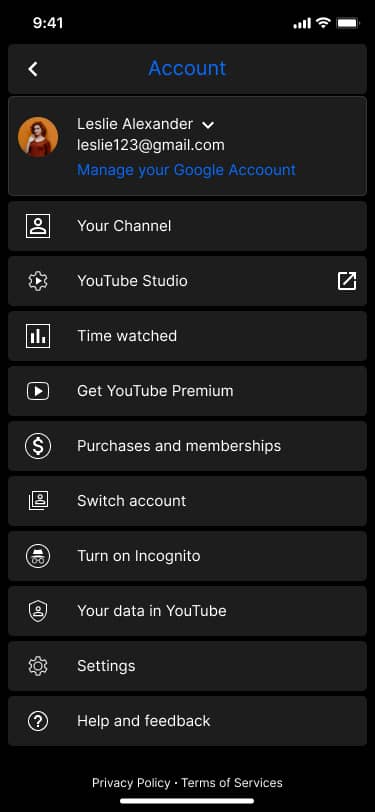 9:41
Account
Leslie Alexander
leslie123@gmail.com
Manage your Google Accoount
Your Channel
YouTube Studio
Time watched
Get YouTube Premium
Purchases and memberships
Switch account
Turn on Incognito
Your data in YouTube
Settings
Help and feedback
Privacy Policy · Terms of Services